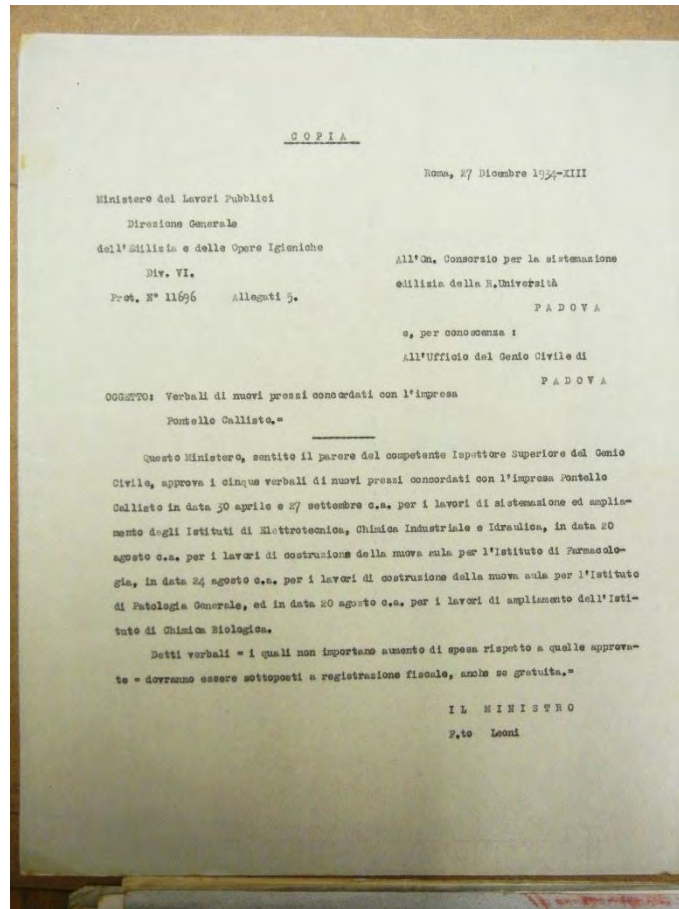 COPIA
Roma, 27 Dicembre 1934-XIII
Ministero dei Lavori Pubblici
Direzione Generale
dell'Edilizia e delle Opere Igieniche
Div. VI.
Prot. N° 11696 Allegati 5.
All'On. Consorzio per la sistemazione
edilizia della R.Università
PADOVA
e, per conoscenza :
All'Ufficio del Genio Civile di
PADOVA
OGGETTO: Verbali di nuovi prezzi concordati con l'impresa
Pontello Callisto.=
Questo Ministero, sentito il parere del competente Ispettore Superiore del Genio
Civile, approva i cinque verbali di nuovi prezzi concordati con l'impresa Pontello
Callisto in data 30 aprile e 27 settembre c.a. per i lavori di sistemazione ed amplia-
mento degli Istituti di Elettrotecnica, Chimica Industriale e Idraulica, in data 20
agosto c.a. per i lavori di costruzione della nuova aula per l'Istituto di Farmacolo-
gia, in data 24 agosto c.a. per i lavori di costruzione della nuova aula per l'Istituto
di Patologia Generale, ed in data 20 agosto c.a. per i lavori di ampliamento dell'Isti-
tuto di Chimica Biologica.
Detti verbali = i quali non importano aumento di spesa rispetto a quelle approva-
te = dovranno essere sottoposti a registrazione fiscale, anche se gratuita.=
IL MINISTRO
F.to Leoni